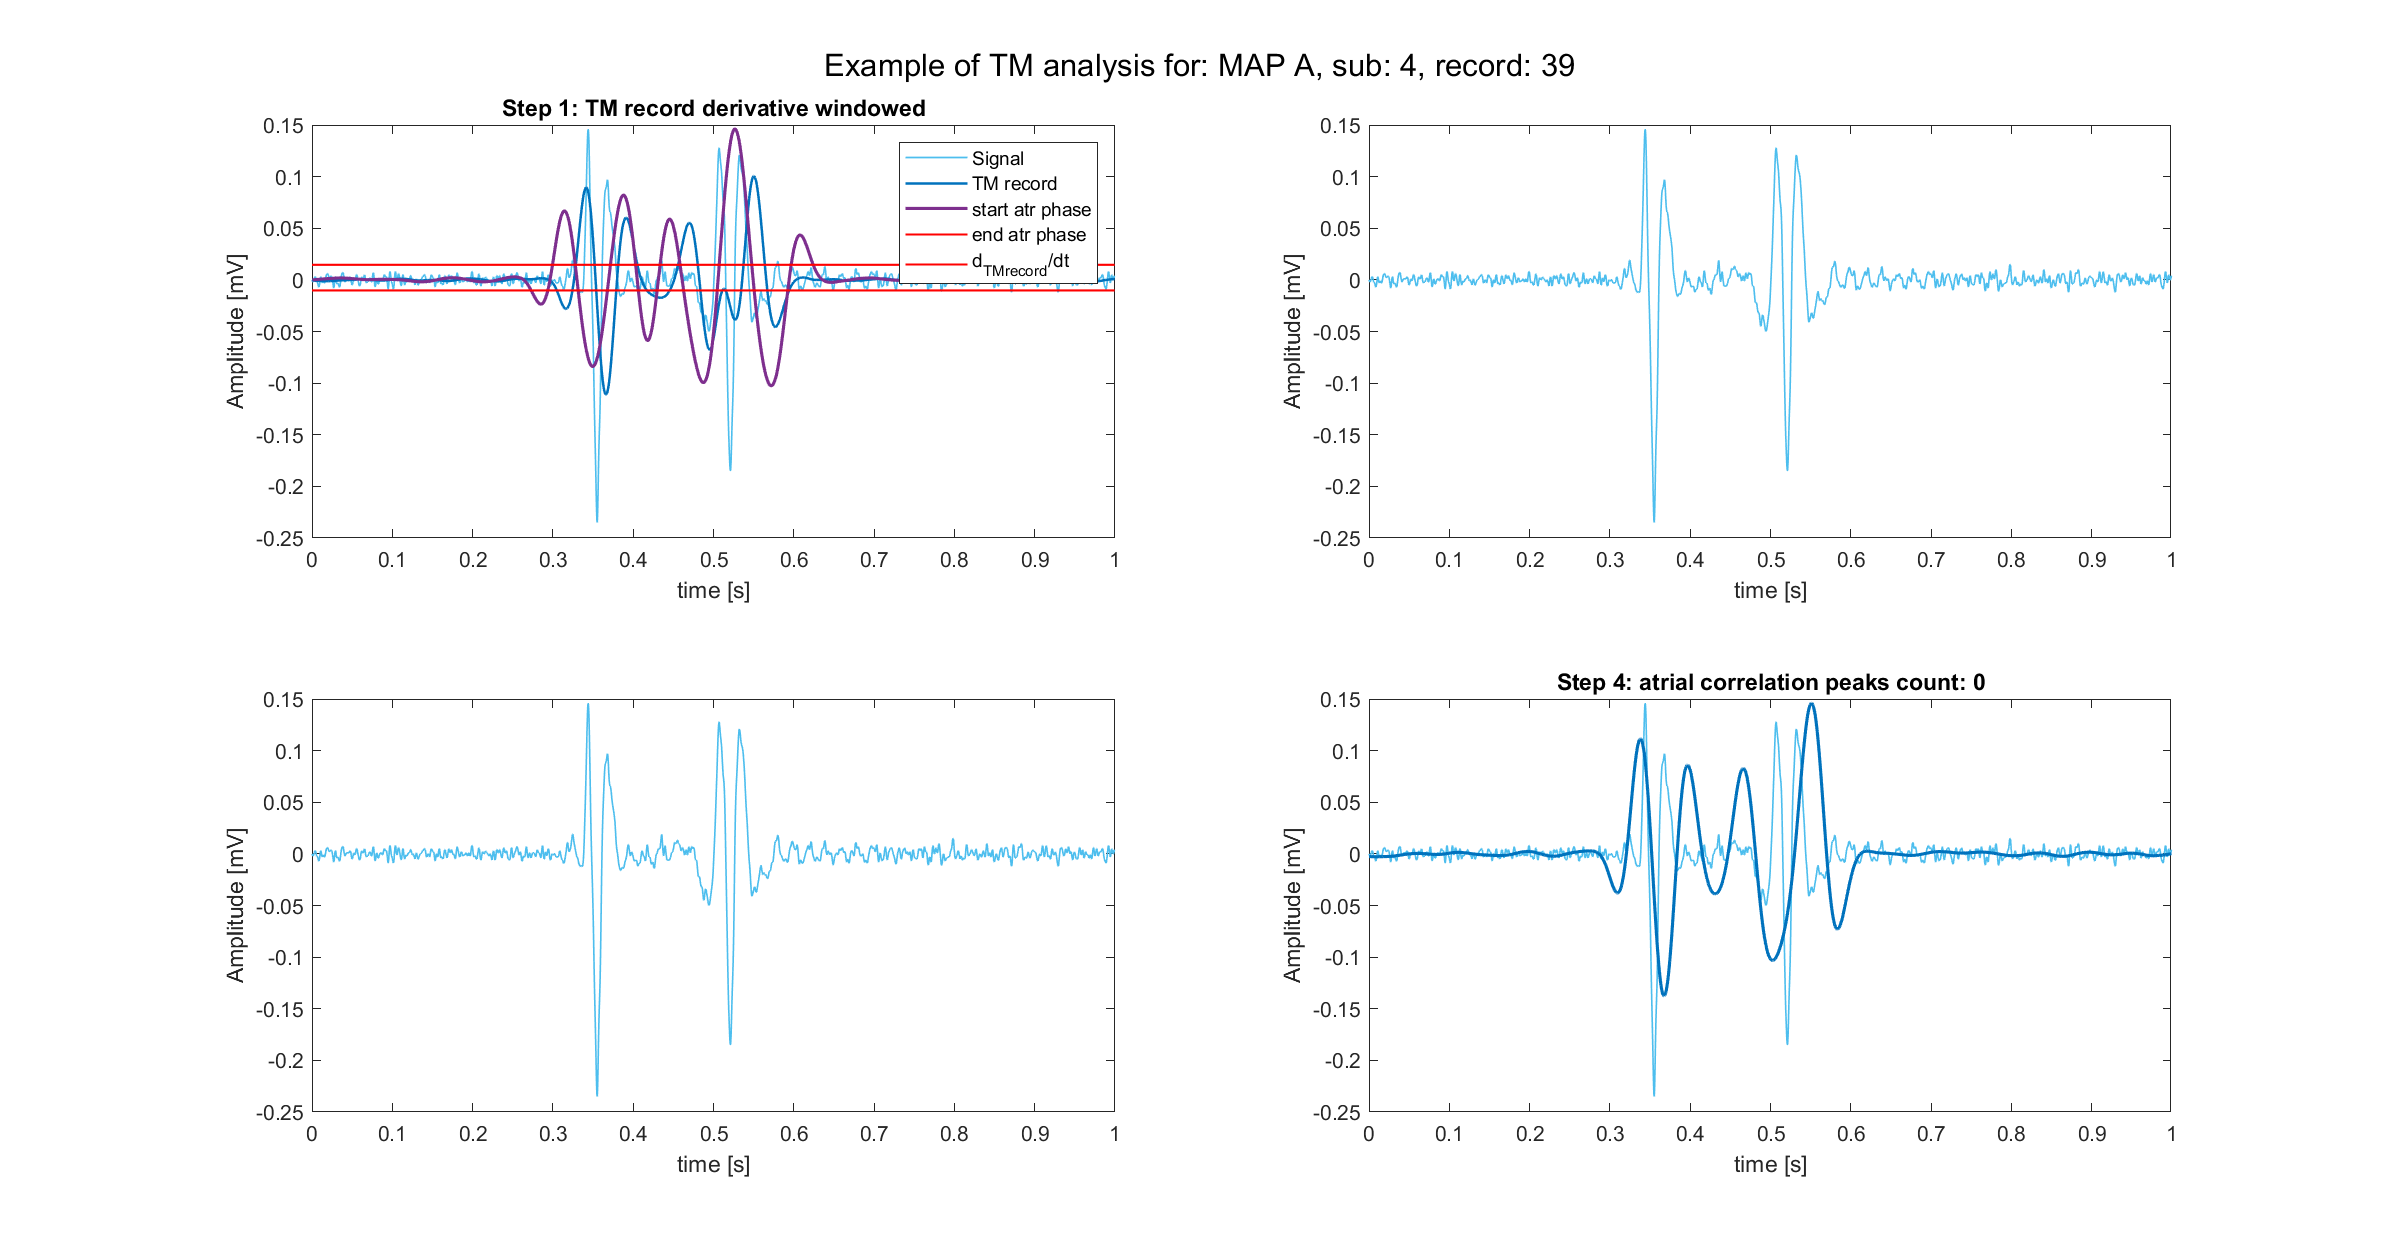 Example of TM analysis for: MAP A, sub: 4, record: 39
Step 1: TM record derivative windowed
0.15
0.1
0.05
0
-0.05
-0.1
-0.15
-0.2
-0.25
Amplitude [mV]
Signal
TM record
start atr phase
end atr phase
d_TMrecord/dt
0 0.1 0.2 0.3 0.4 0.5 0.6 0.7 0.8 0.9 1
time [s]
0.15
0.1
0.05
0
-0.05
-0.1
-0.15
-0.2
-0.25
Amplitude [mV]
0 0.1 0.2 0.3 0.4 0.5 0.6 0.7 0.8 0.9 1
time [s]
0.15
0.1
0.05
0
-0.05
-0.1
-0.15
-0.2
-0.25
Amplitude [mV]
0 0.1 0.2 0.3 0.4 0.5 0.6 0.7 0.8 0.9 1
time [s]
Step 4: atrial correlation peaks count: 0
0.15
0.1
0.05
0
-0.05
-0.1
-0.15
-0.2
-0.25
Amplitude [mV]
0 0.1 0.2 0.3 0.4 0.5 0.6 0.7 0.8 0.9 1
time [s]